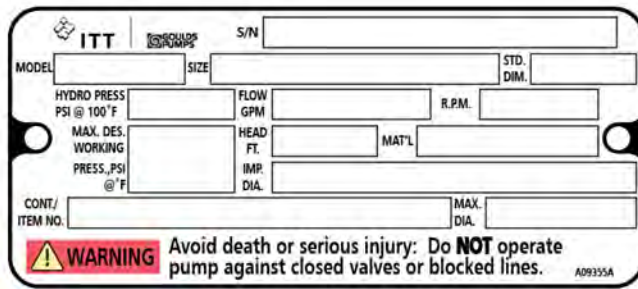 ITT GOULDS PUMPS S/N
MODEL SIZE STD. DIM.
HYDRO PRESS PSI @ 100°F FLOW GPM R.P.M.
MAX. DES. WORKING HEAD FT. MAT'L
PRESS.,PSI @°F IMP. DIA.
CONT./ ITEM NO. MAX. DIA.
WARNING Avoid death or serious injury: Do NOT operate
pump against closed valves or blocked lines. A09355A